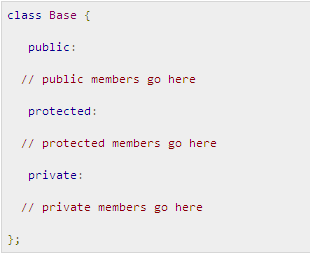 class Base {
public:
// public members go here
protected:
// protected members go here
private:
// private members go here
};